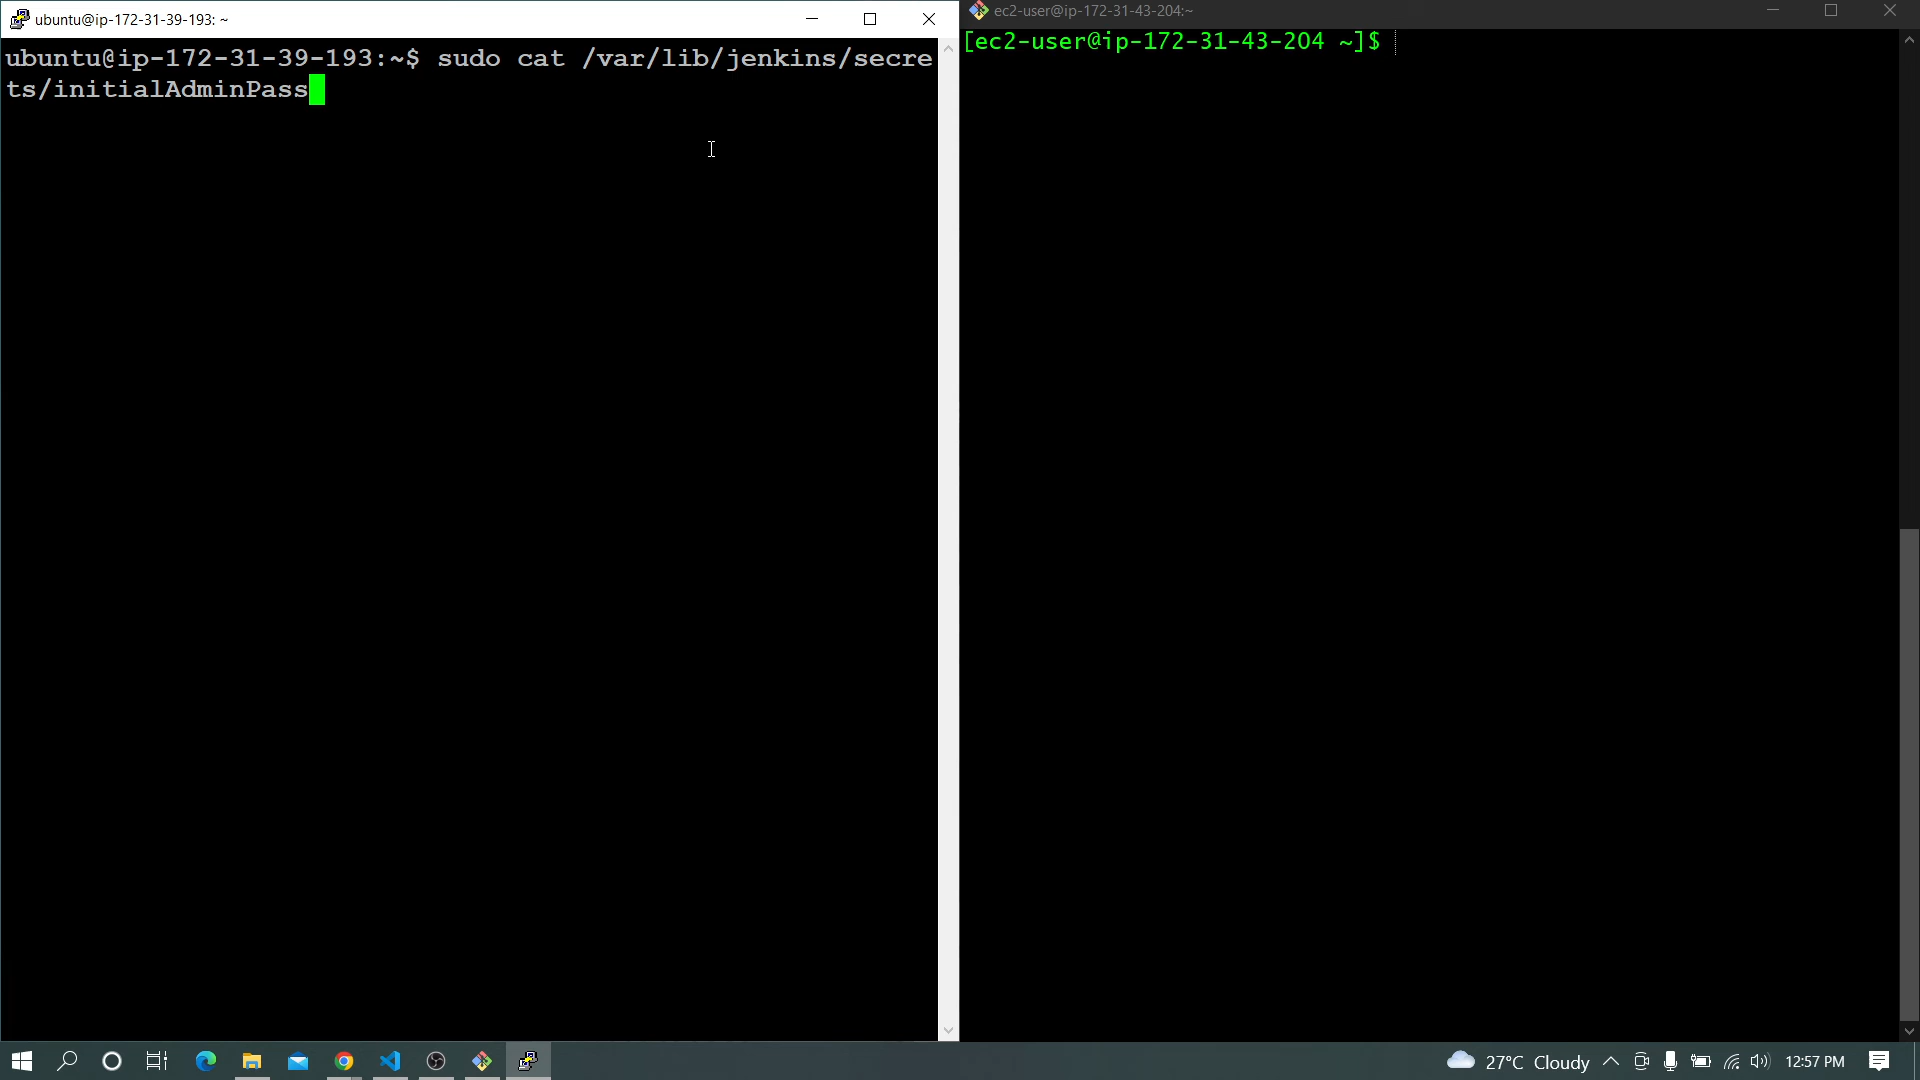 ubuntu@ip-172-31-39-193: ~
ubuntu@ip-172-31-39-193:~$ sudo cat /var/lib/jenkins/secre
ts/initialAdminPass
ec2-user@ip-172-31-43-204:~
[ec2-user@ip-172-31-43-204 ~]$
27°C Cloudy
12:57 PM